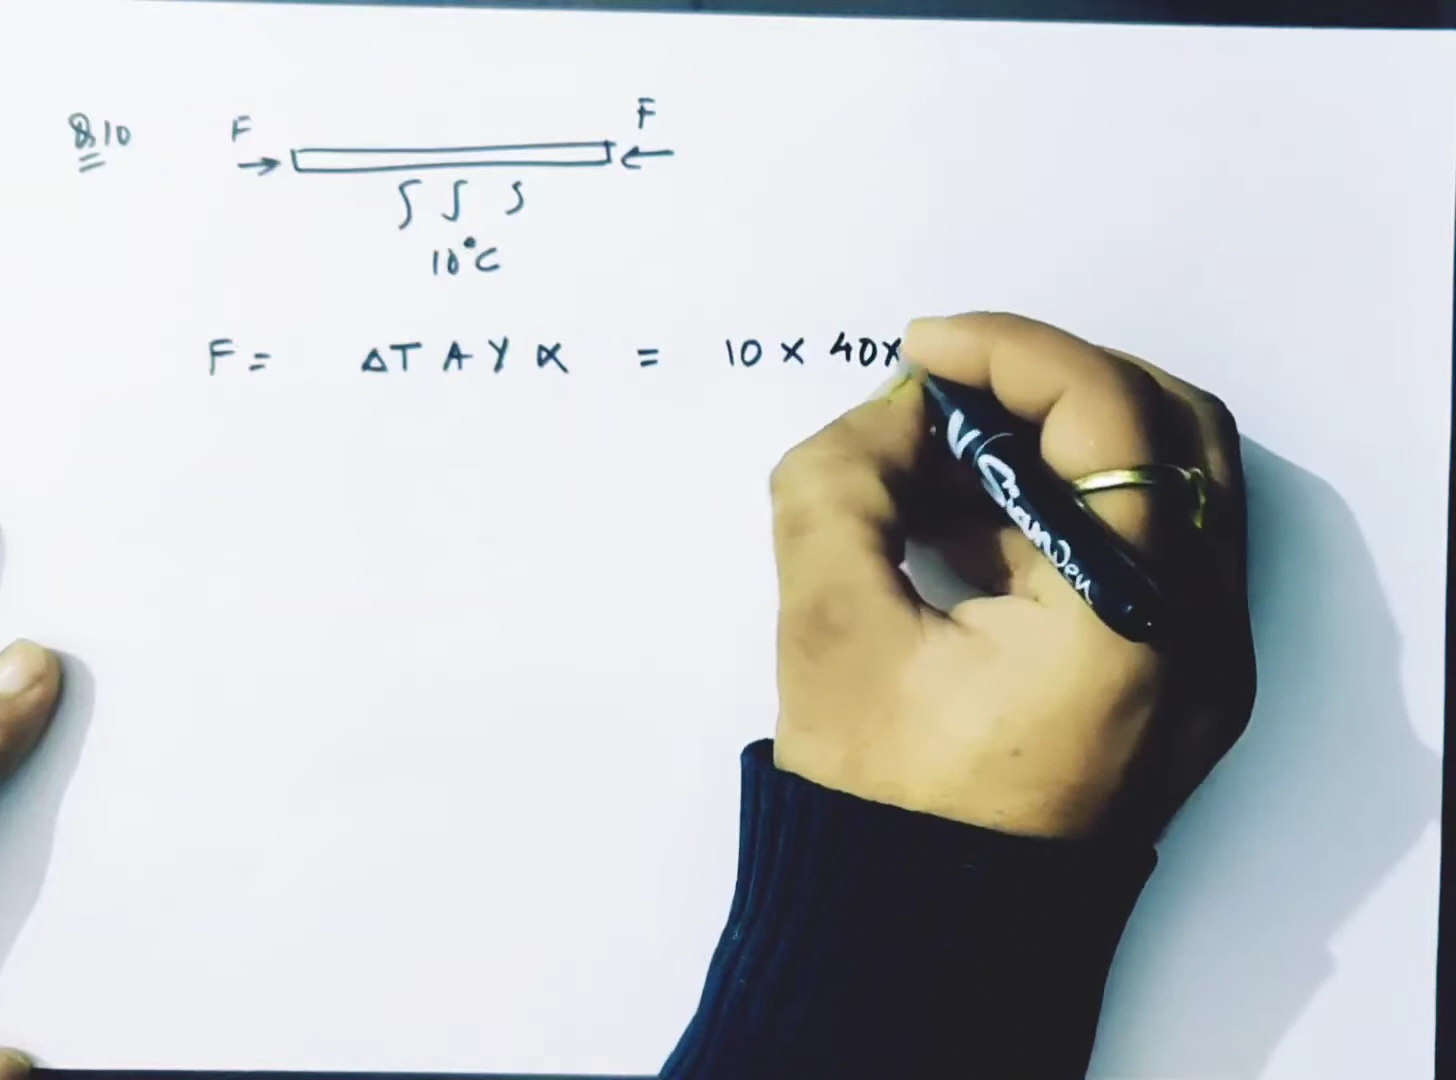 Q10 F F
10°C
F = ΔT A Y α = 10 × 40×